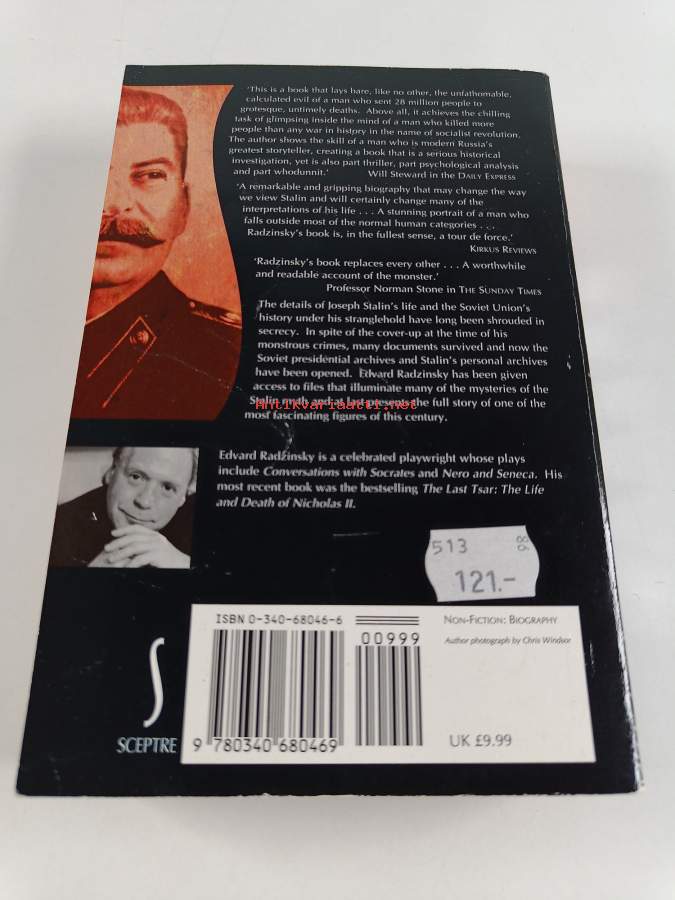 'This is a book that lays bare, like no other, the unfathomable,
calculated evil of a man who sent 28 million people to
grotesque, untimely deaths. Above all, it achieves the chilling
task of glimpsing inside the mind of a man who killed more
people than any war in history in the name of socialist revolution.
The author shows the skill of a man who is modern Russia's
greatest storyteller, creating a book that is a serious historical
investigation, yet is also part thriller, part psychological analysis
and part whodunnit.' Will Steward in the DAILY EXPRESS
'A remarkable and gripping biography that may change the way
we view Stalin and will certainly change many of the
interpretations of his life . . . A stunning portrait of a man who
falls outside most of the normal human categories . . .
Radzinsky's book is, in the fullest sense, a tour de force.'
KIRKUS REVIEWS
'Radzinsky's book replaces every other . . . A worthwhile
and readable account of the monster.'
Professor Norman Stone in THE SUNDAY TIMES
The details of Joseph Stalin's life and the Soviet Union's
history under his stranglehold have long been shrouded in
secrecy. In spite of the cover-up at the time of his
monstrous crimes, many documents survived and now the
Soviet presidential archives and Stalin's personal archives
have been opened. Edvard Radzinsky has been given
access to files that illuminate many of the mysteries of the
Stalin myth and at last presents the full story of one of the
Antikvariaatti.net
most fascinating figures of this century.
Edvard Radzinsky is a celebrated playwright whose plays
include Conversations with Socrates and Nero and Seneca. His
most recent book was the bestselling The Last Tsar: The Life
and Death of Nicholas II.
513 98
121.-
ISBN 0-340-68046-6
00999
NON-FICTION: BIOGRAPHY
Author photograph by Chris Windsor
S
SCEPTRE
9 780340 680469
UK £9.99